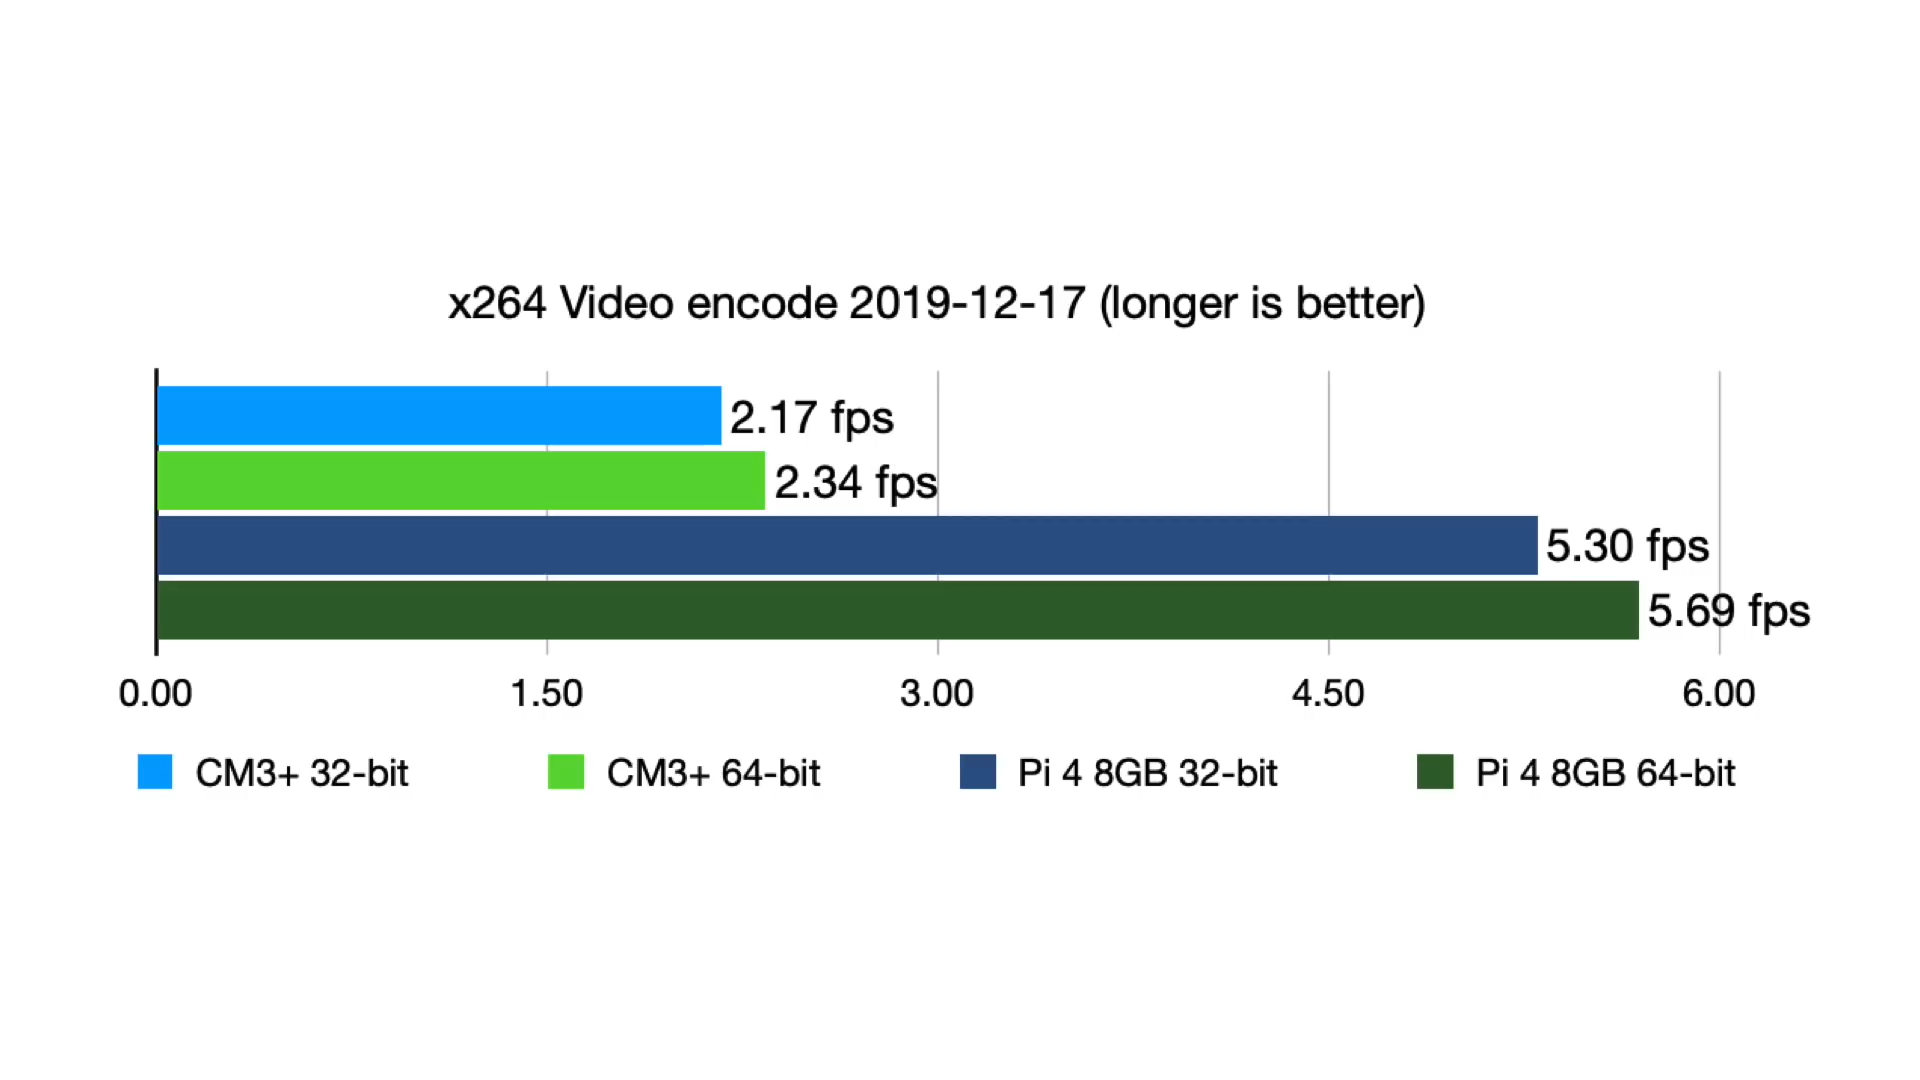 x264 Video encode 2019-12-17 (longer is better)
2.17 fps
2.34 fps
5.30 fps
5.69 fps
0.00 1.50 3.00 4.50 6.00
CM3+ 32-bit CM3+ 64-bit Pi 4 8GB 32-bit Pi 4 8GB 64-bit